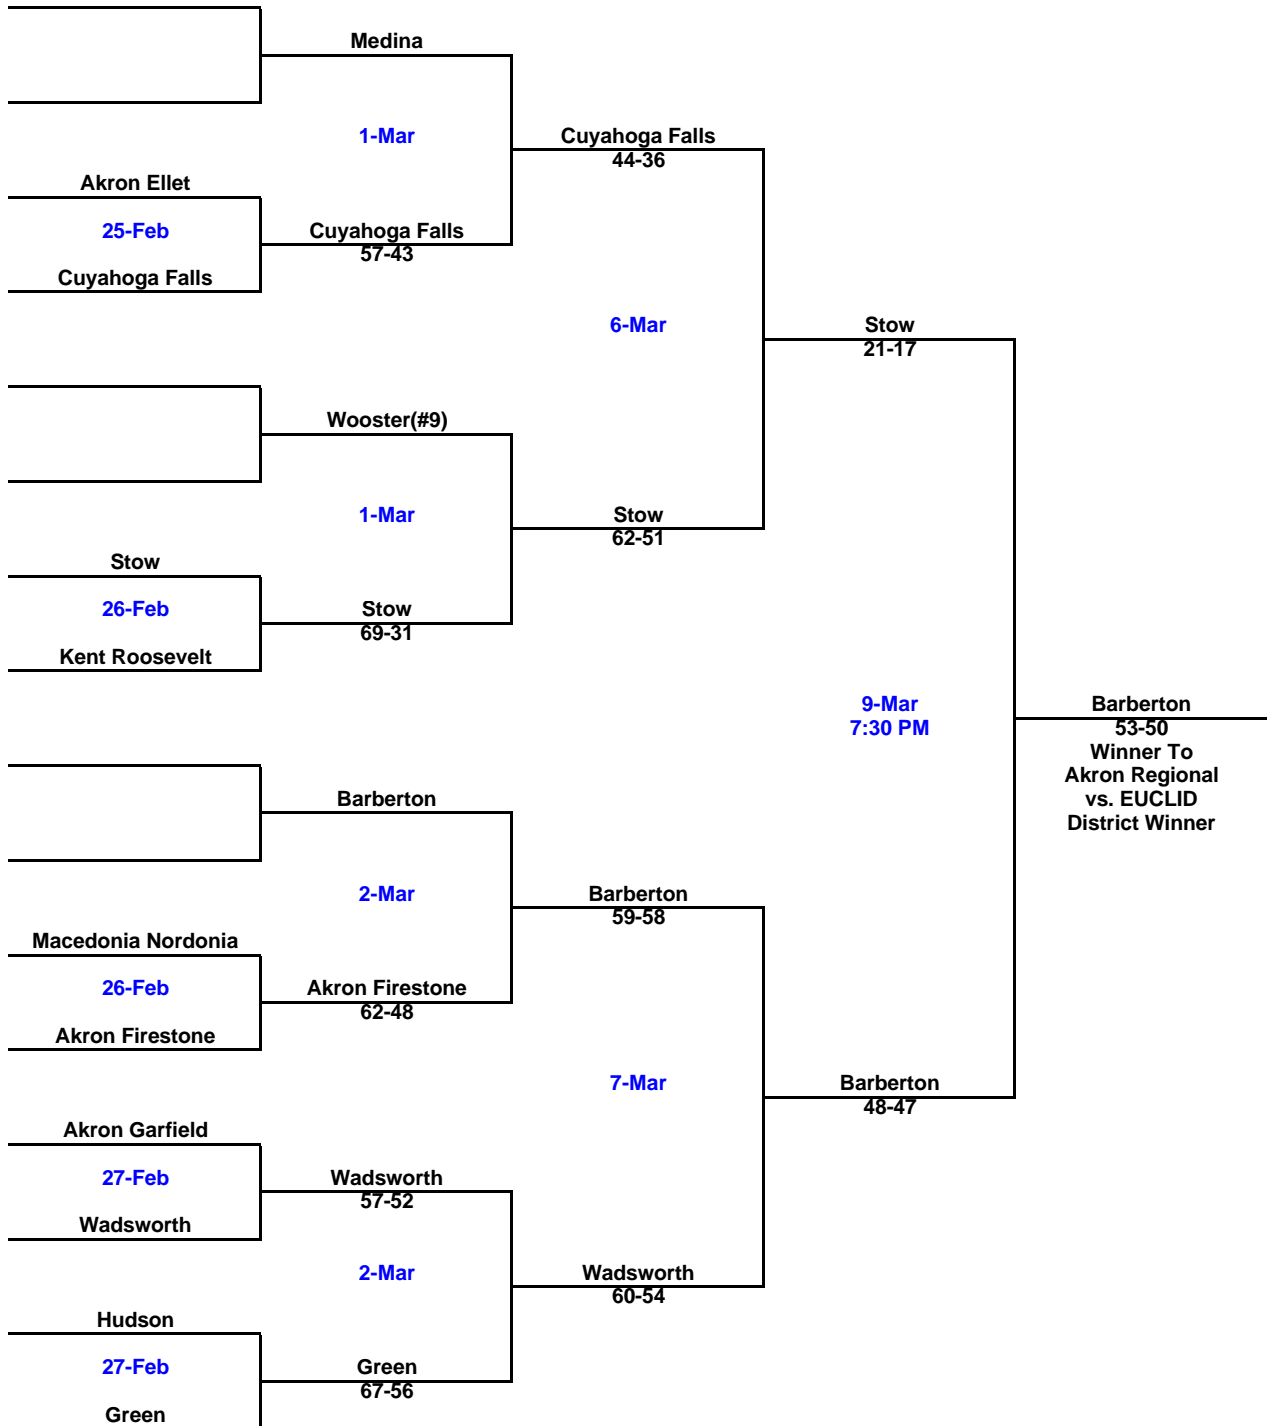 Medina
1-Mar
Cuyahoga Falls
44-36
Akron Ellet
25-Feb
Cuyahoga Falls
57-43
Cuyahoga Falls
6-Mar
Stow
21-17
Wooster(#9)
1-Mar
Stow
62-51
Stow
26-Feb
Stow
69-31
Kent Roosevelt
9-Mar
7:30 PM
Barberton
53-50
Winner To
Akron Regional
vs. EUCLID
District Winner
Barberton
2-Mar
Barberton
59-58
Macedonia Nordonia
26-Feb
Akron Firestone
62-48
Akron Firestone
7-Mar
Barberton
48-47
Akron Garfield
27-Feb
Wadsworth
57-52
Wadsworth
2-Mar
Wadsworth
60-54
Hudson
27-Feb
Green
67-56
Green